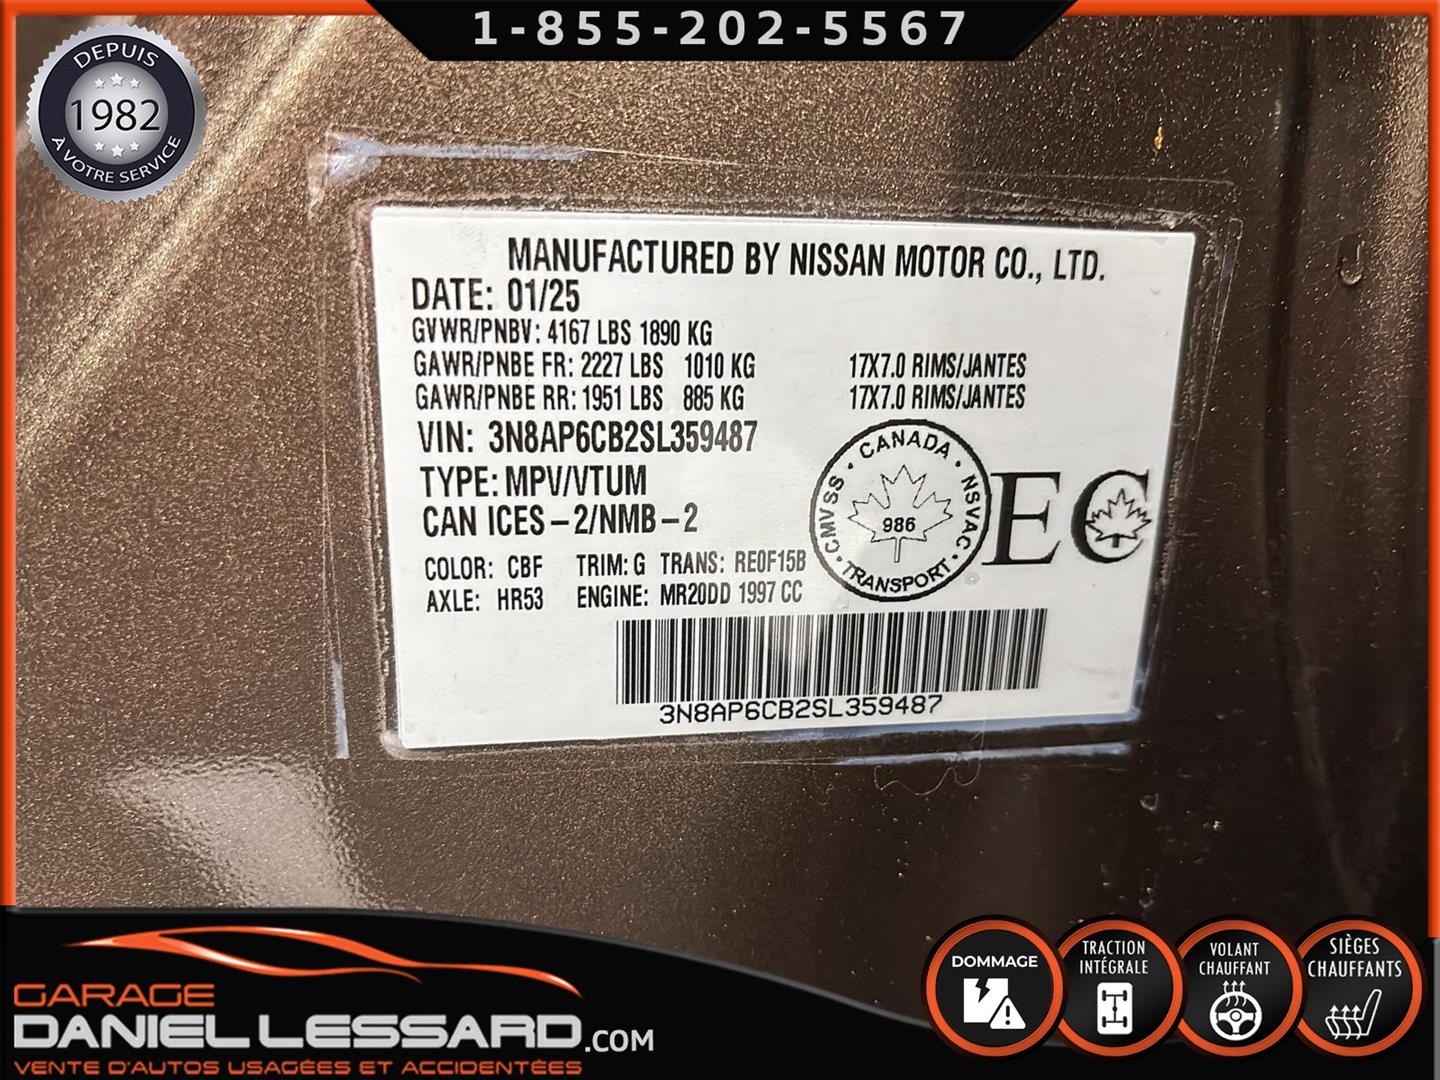 1-855-202-5567
DEPUIS
1982
À VOTRE SERVICE
MANUFACTURED BY NISSAN MOTOR CO., LTD.
DATE: 01/25
GVWR/PNBV: 4167 LBS 1890 KG
GAWR/PNBE FR: 2227 LBS 1010 KG 17X7.0 RIMS/JANTES
GAWR/PNBE RR: 1951 LBS 885 KG 17X7.0 RIMS/JANTES
VIN: 3N8AP6CB2SL359487
TYPE: MPV/VTUM
CAN ICES-2/NMB-2
COLOR: CBF TRIM: G TRANS: RE0F15B
AXLE: HR53 ENGINE: MR20DD 1997 CC
CANADA · NSVAC · TRANSPORT · CMVSS ·
986
EC
3N8AP6CB2SL359487
GARAGE
DANIEL LESSARD.COM
VENTE D'AUTOS USAGÉES ET ACCIDENTÉES
DOMMAGE
TRACTION
INTÉGRALE
VOLANT
CHAUFFANT
SIÈGES
CHAUFFANTS